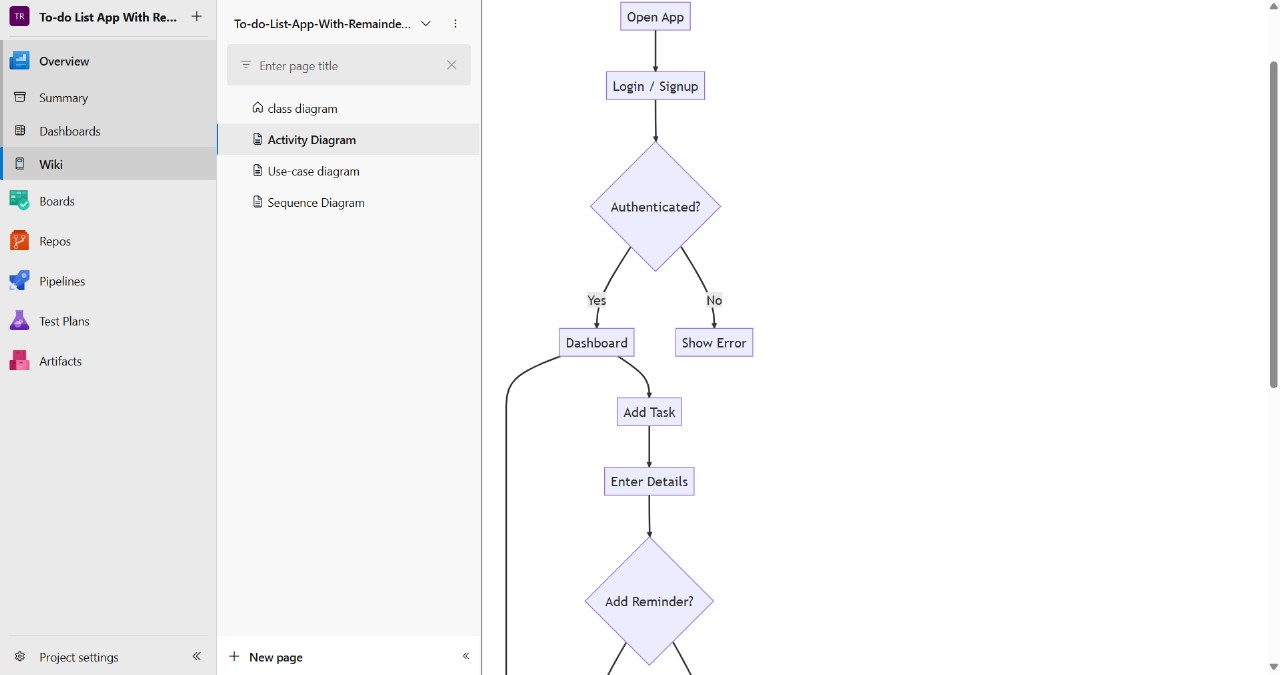 TR
To-do List App With Re...
Overview
Summary
Dashboards
Wiki
Boards
Repos
Pipelines
Test Plans
Artifacts
Project settings
To-do-List-App-With-Remainde...
Enter page title
class diagram
Activity Diagram
Use-case diagram
Sequence Diagram
New page
Open App
Login / Signup
Authenticated?
Yes
No
Dashboard
Show Error
Add Task
Enter Details
Add Reminder?